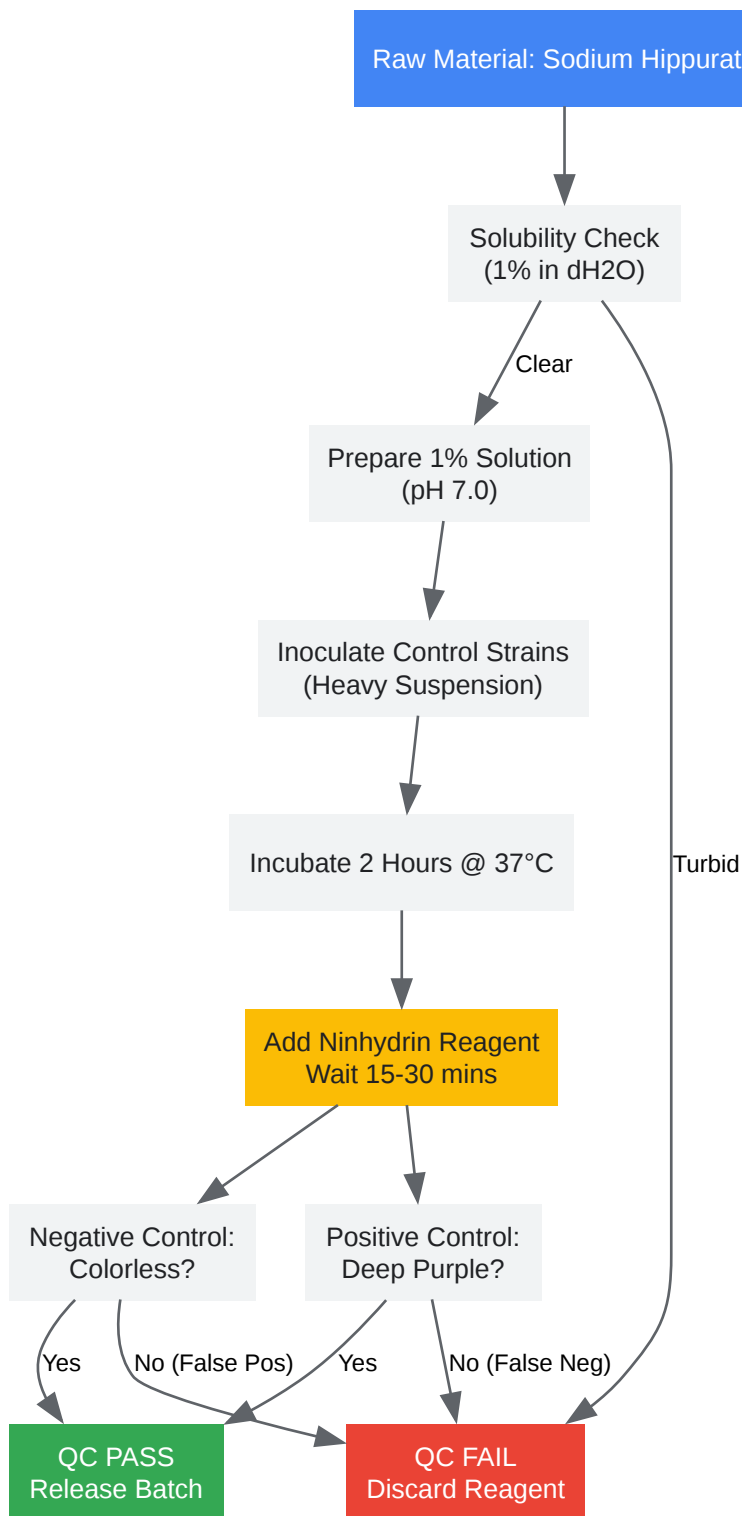 Raw Material: Sodium Hippurat
Solubility Check
(1% in dH2O)
Clear
Prepare 1% Solution
(pH 7.0)
Inoculate Control Strains
(Heavy Suspension)
Incubate 2 Hours @ 37°C
Turbid
Add Ninhydrin Reagent
Wait 15-30 mins
Negative Control:
Colorless?
Positive Control:
Deep Purple?
Yes
No (False Pos)
Yes
No (False Neg)
QC PASS
Release Batch
QC FAIL
Discard Reagent